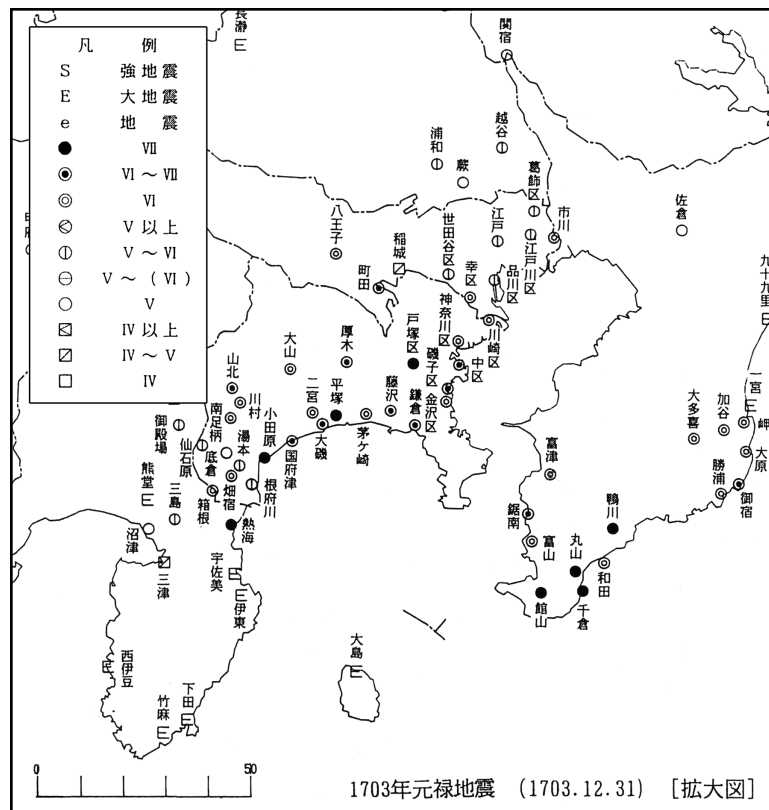 凡例
S 強地震
E 大地震
e 地震
● Ⅶ
Ⅵ～Ⅶ
◎ Ⅵ
Ⅴ以上
Ⅴ～Ⅵ
Ⅴ～(Ⅵ)
○ Ⅴ
Ⅳ以上
Ⅳ～Ⅴ
□ Ⅳ
長瀞
E
関宿
越谷
浦和
蕨
葛飾区
市川
佐倉
江戸
江戸川区
世田谷区
八王子
稲城
町田
幸区
品川区
神奈川区
川崎区
九十九里
E
大山
厚木
戸塚区
磯子区
中区
金沢区
山北
川村
二宮
平塚
藤沢
鎌倉
一宮
E
加谷
大多喜
岬
大原
御殿場
南足柄
仙石原
底倉
湯本
小田原
大磯
茅ケ崎
国府津
富津
勝浦
御宿
熊堂
E
三島
箱根
畑宿
根府川
熱海
鋸南
鴨川
沼津
三津
宇佐美
E
伊東
E
富山
丸山
和田
館山
千倉
大島
E
西伊豆
E
竹麻
E
下田
E
0
50
1703年元禄地震 (1703.12.31) [拡大図]